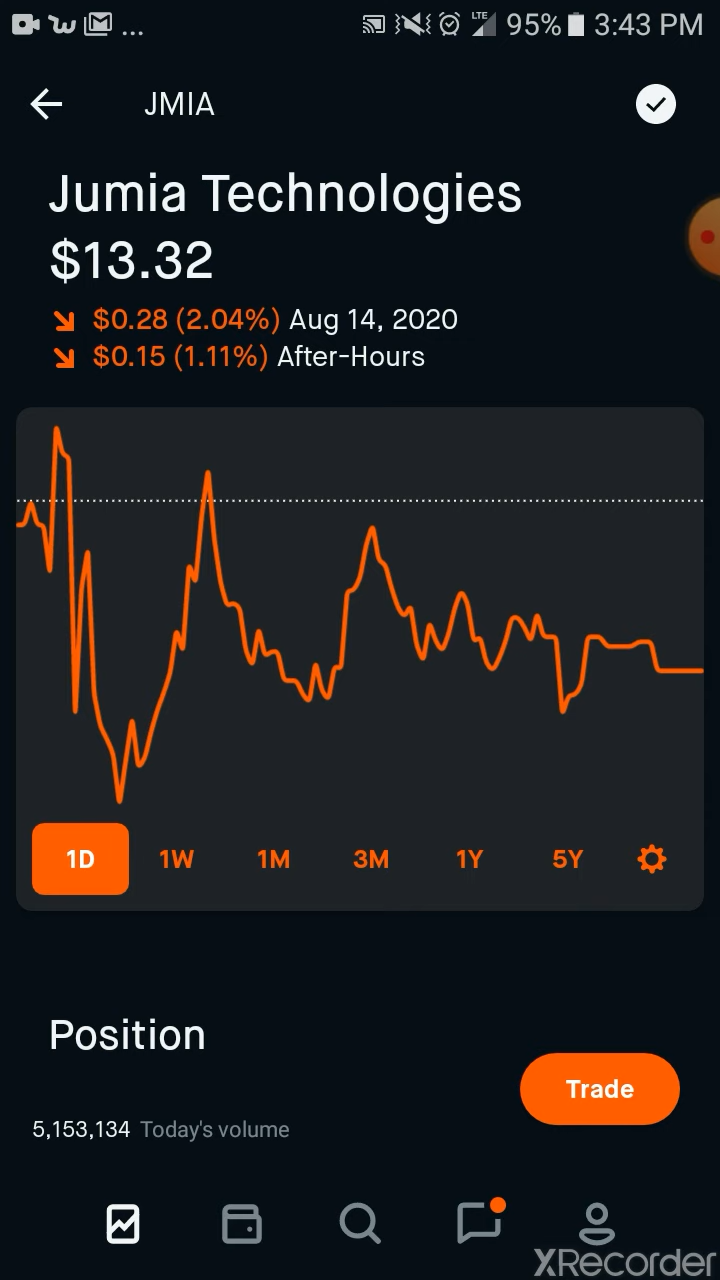 ... LTE 95% 3:43 PM
JMIA
Jumia Technologies
$13.32
$0.28 (2.04%) Aug 14, 2020
$0.15 (1.11%) After-Hours
1D 1W 1M 3M 1Y 5Y
Position
Trade
5,153,134 Today's volume
XRecorder